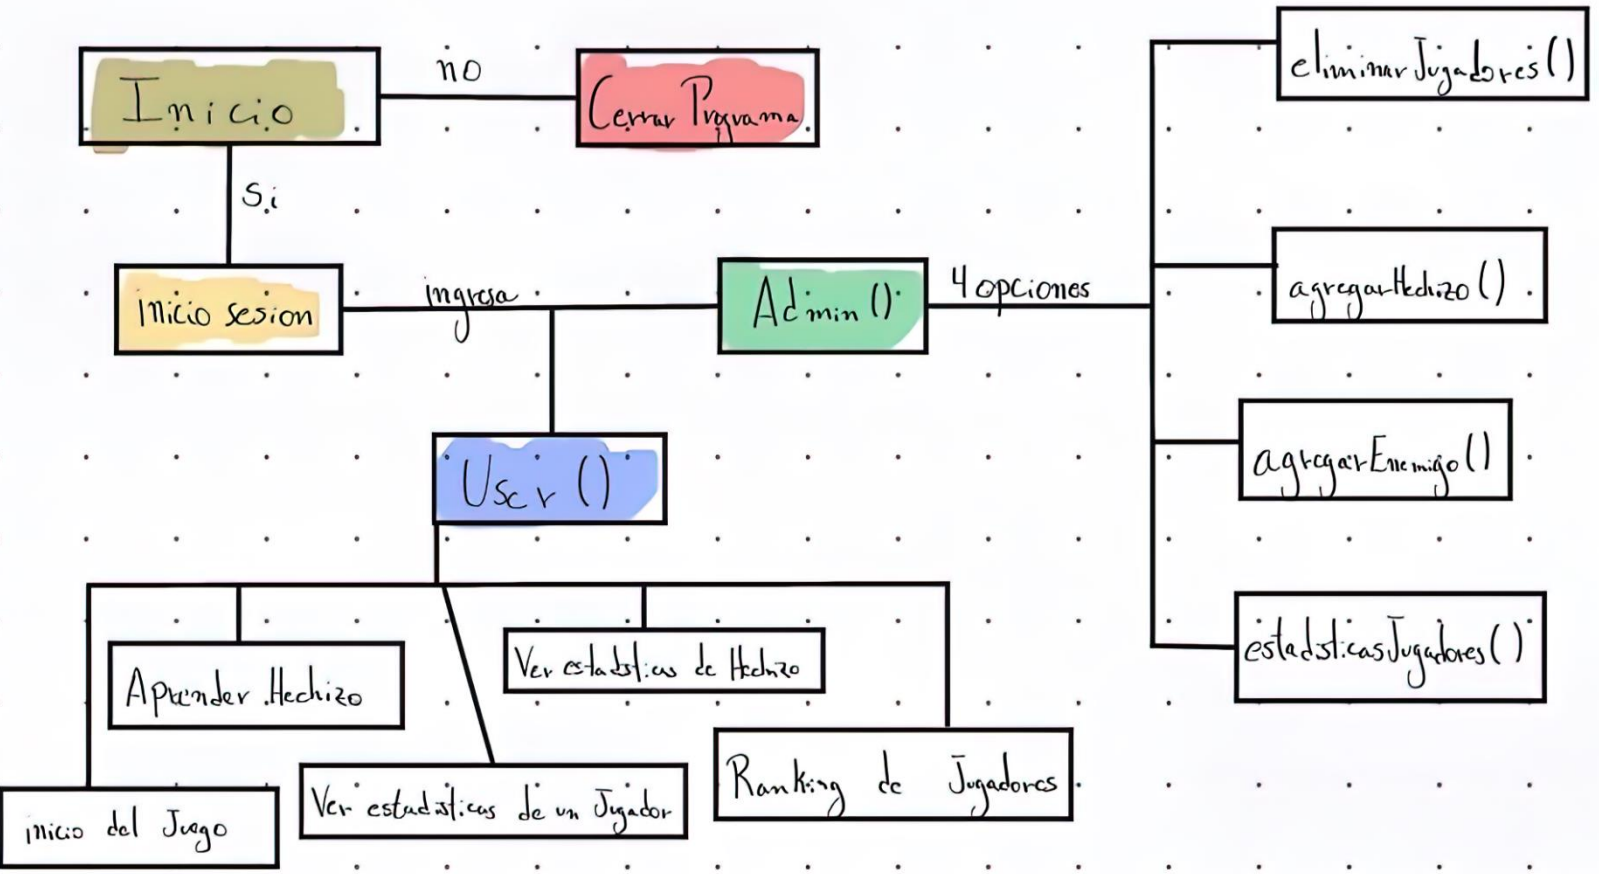 Inicio
no
Cerrar Programa
eliminarJugadores()
Si
inicio sesion
ingresa
Admin()
4 opciones
agregarHechizo()
User()
agregarEnemigo()
estadisticasJugadores()
Aprender Hechizo
Ver estadisticas de Hechizo
inicio del Juego
Ver estadisticas de un Jugador
Ranking de Jugadores